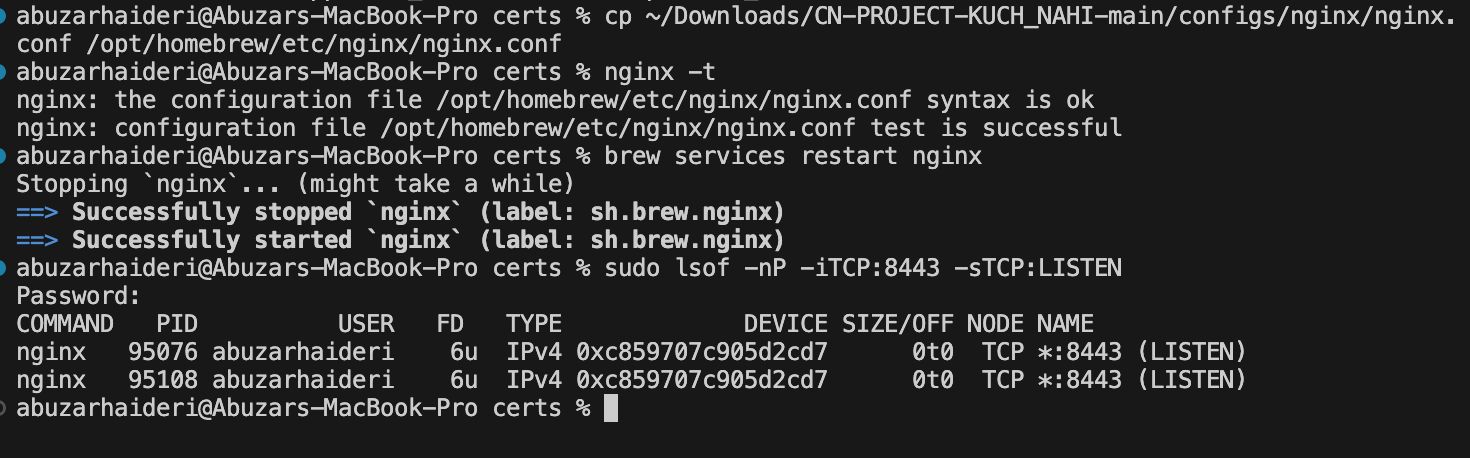 abuzarhaideri@Abuzars-MacBook-Pro certs % cp ~/Downloads/CN-PROJECT-KUCH_NAHI-main/configs/nginx/nginx.
conf /opt/homebrew/etc/nginx/nginx.conf
abuzarhaideri@Abuzars-MacBook-Pro certs % nginx -t
nginx: the configuration file /opt/homebrew/etc/nginx/nginx.conf syntax is ok
nginx: configuration file /opt/homebrew/etc/nginx/nginx.conf test is successful
abuzarhaideri@Abuzars-MacBook-Pro certs % brew services restart nginx
Stopping `nginx`... (might take a while)
==> Successfully stopped `nginx` (label: sh.brew.nginx)
==> Successfully started `nginx` (label: sh.brew.nginx)
abuzarhaideri@Abuzars-MacBook-Pro certs % sudo lsof -nP -iTCP:8443 -sTCP:LISTEN
Password:
COMMAND   PID          USER   FD   TYPE             DEVICE SIZE/OFF NODE NAME
nginx   95076 abuzarhaideri    6u  IPv4 0xc859707c905d2cd7      0t0  TCP *:8443 (LISTEN)
nginx   95108 abuzarhaideri    6u  IPv4 0xc859707c905d2cd7      0t0  TCP *:8443 (LISTEN)
abuzarhaideri@Abuzars-MacBook-Pro certs %